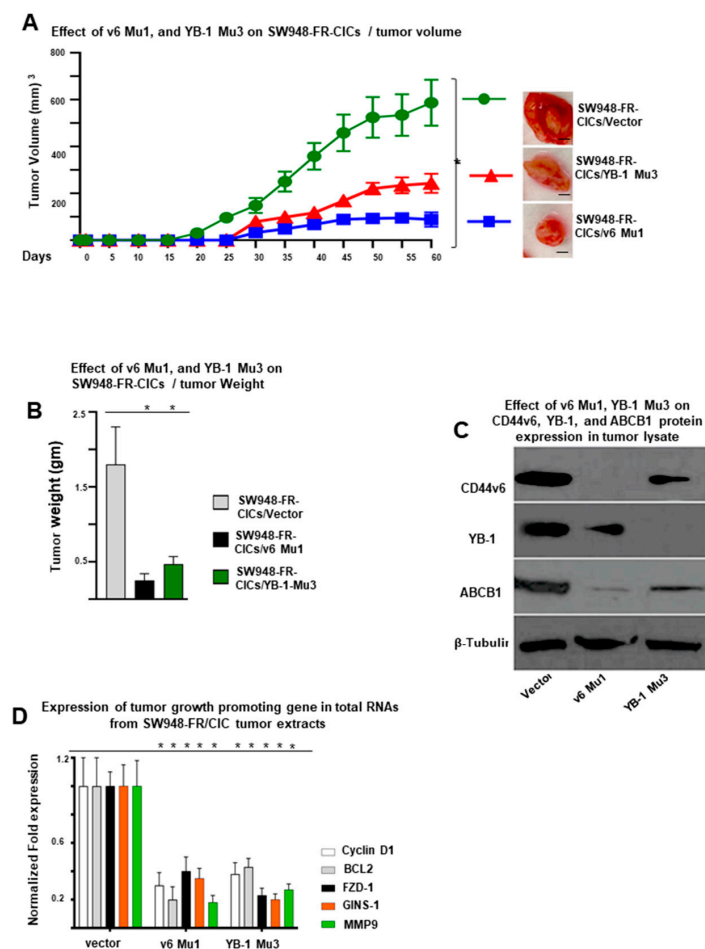 A
Effect of v6 Mu1, and YB-1 Mu3 on SW948-FR-CICs / tumor volume
Tumor Volume (mm) 3
800
600
400
200
Days
0 5 10 15 20 25 30 35 40 45 50 55 60
*
SW948-FR-
CICs/Vector
SW948-FR-
CICs/YB-1 Mu3
SW948-FR-
CICs/v6 Mu1
Effect of v6 Mu1, and YB-1 Mu3 on
SW948-FR-CICs / tumor Weight
B
Tumor weight (gm)
2.5
1.5
0.5
* *
SW948-FR-
CICs/Vector
SW948-FR-
CICs/v6 Mu1
SW948-FR-
CICs/YB-1-Mu3
C
Effect of v6 Mu1, YB-1 Mu3 on
CD44v6, YB-1, and ABCB1 protein
expression in tumor lysate
CD44v6
YB-1
ABCB1
β-Tubulir
Vector v6 Mu1 YB-1 Mu3
D
Expression of tumor growth promoting gene in total RNAs
from SW948-FR/CIC tumor extracts
Normalized Fold expression
1.2
0.6
0.2
* * * * * * * * * *
vector v6 Mu1 YB-1 Mu3
Cyclin D1
BCL2
FZD-1
GINS-1
MMP9